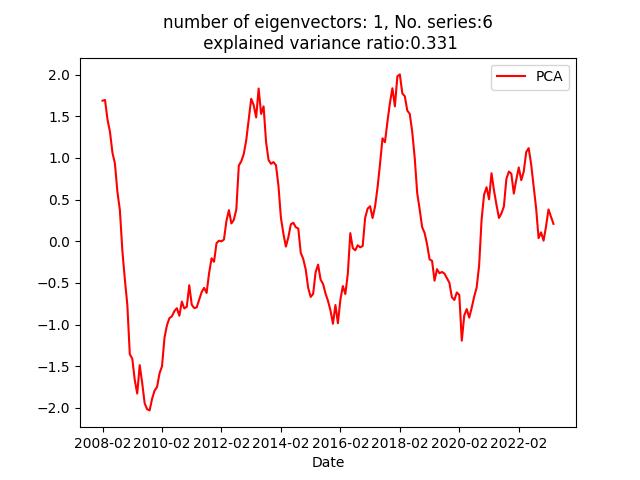 number of eigenvectors: 1, No. series:6
explained variance ratio:0.331
PCA
2.0
1.5
1.0
0.5
0.0
−0.5
−1.0
−1.5
−2.0
2008-02 2010-02 2012-02 2014-02 2016-02 2018-02 2020-02 2022-02
Date